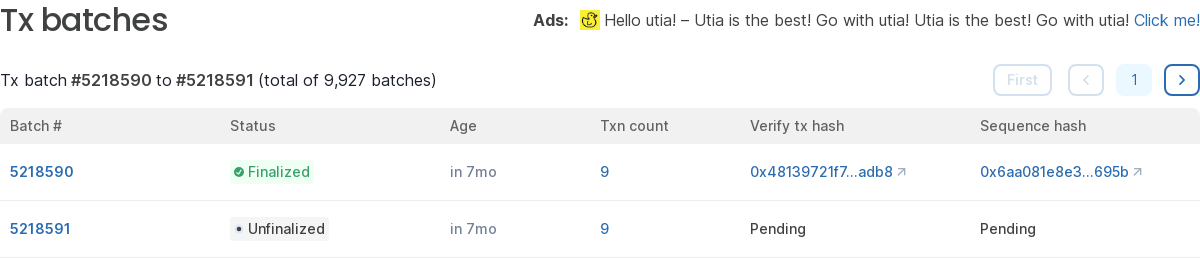 Tx batches
Ads: Hello utia! – Utia is the best! Go with utia! Utia is the best! Go with utia! Click me!
Tx batch #5218590 to #5218591 (total of 9,927 batches)
First 1
Batch # Status Age Txn count Verify tx hash Sequence hash
5218590 Finalized in 7mo 9 0x48139721f7...adb8 0x6aa081e8e3...695b
5218591 Unfinalized in 7mo 9 Pending Pending